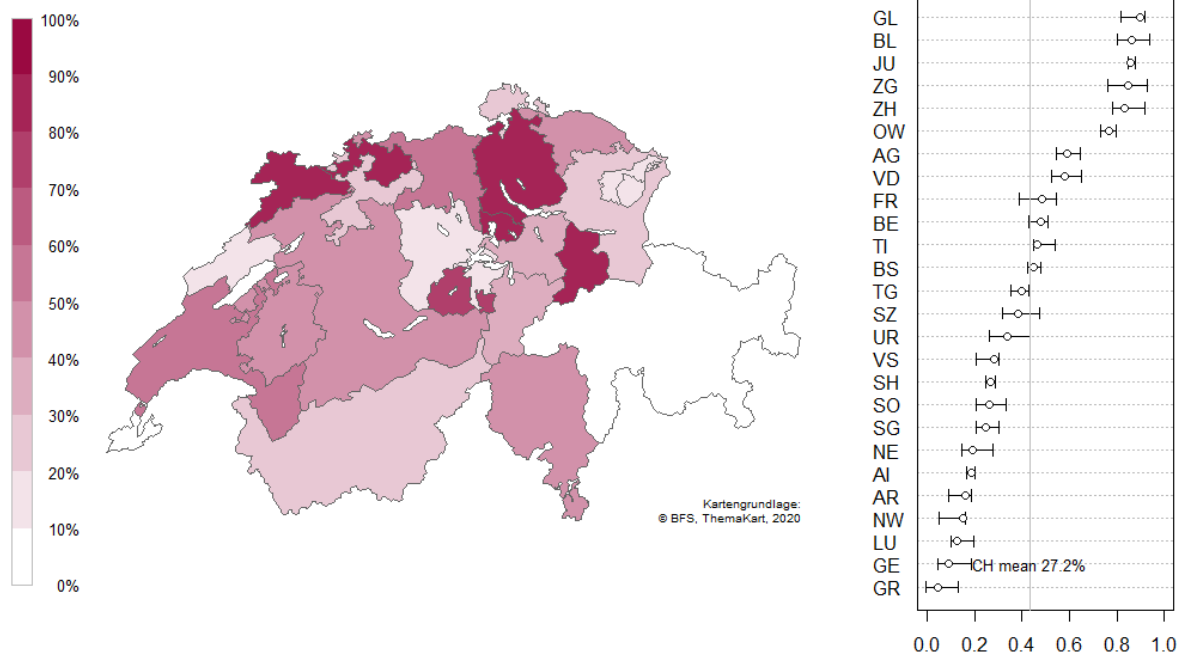 100%
90%
80%
70%
60%
50%
40%
30%
20%
10%
0%
Kartengrundlage:
© BFS, ThemaKart, 2020
GL
BL
JU
ZG
ZH
OW
AG
VD
FR
BE
TI
BS
TG
SZ
UR
VS
SH
SO
SG
NE
AI
AR
NW
LU
GE
CH mean 27.2%
GR
0.0 0.2 0.4 0.6 0.8 1.0